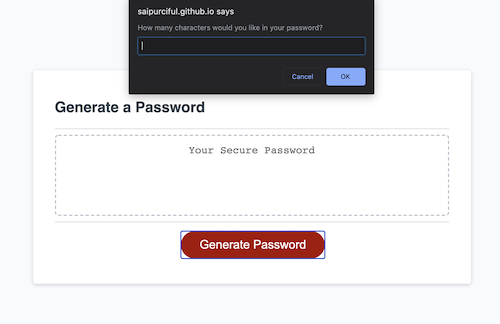 saipurciful.github.io says
How many characters would you like in your password?
Cancel OK
Generate a Password
Your Secure Password
Generate Password